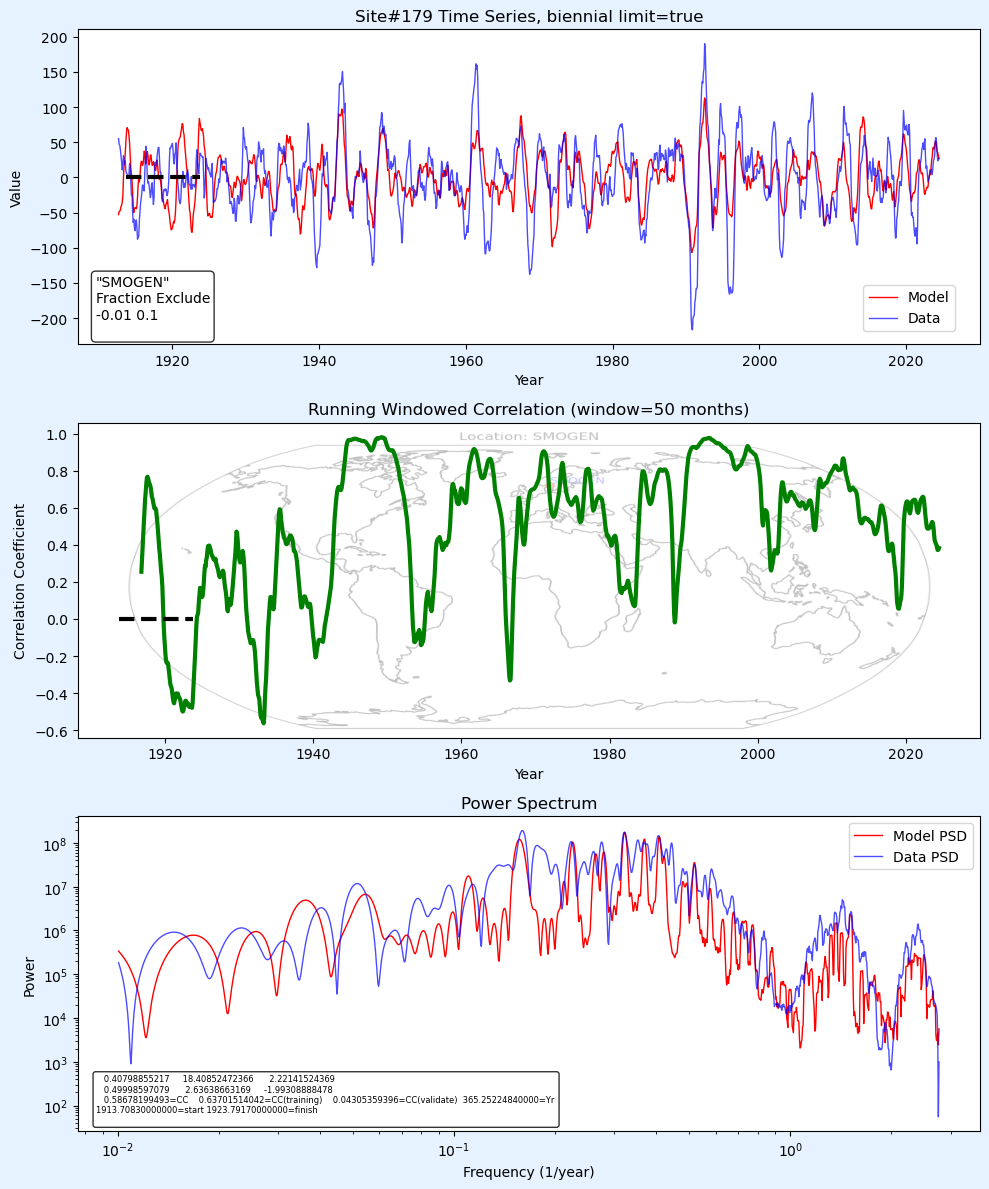 Site#179 Time Series, biennial limit=true
200
150
100
50
0
−50
−100
−150
−200
Value
"SMOGEN"
Fraction Exclude
-0.01 0.1
Model
Data
1920
1940
1960
1980
2000
2020
Year
Running Windowed Correlation (window=50 months)
Location: SMOGEN
SMOGEN
1.0
0.8
0.6
0.4
0.2
0.0
−0.2
−0.4
−0.6
Correlation Coefficient
1920
1940
1960
1980
2000
2020
Year
Power Spectrum
Model PSD
Data PSD
10^8
10^7
10^6
10^5
10^4
10^3
10^2
Power
0.40798855217 18.40852472366 2.22141524369
0.49998597079 2.63638663169 -1.99308888478
0.58678199493=CC 0.63701514042=CC(training) 0.04305359396=CC(validate) 365.25224840000=Yr
1913.70830000000=start 1923.79170000000=finish
10^−2
10^−1
10^0
Frequency (1/year)